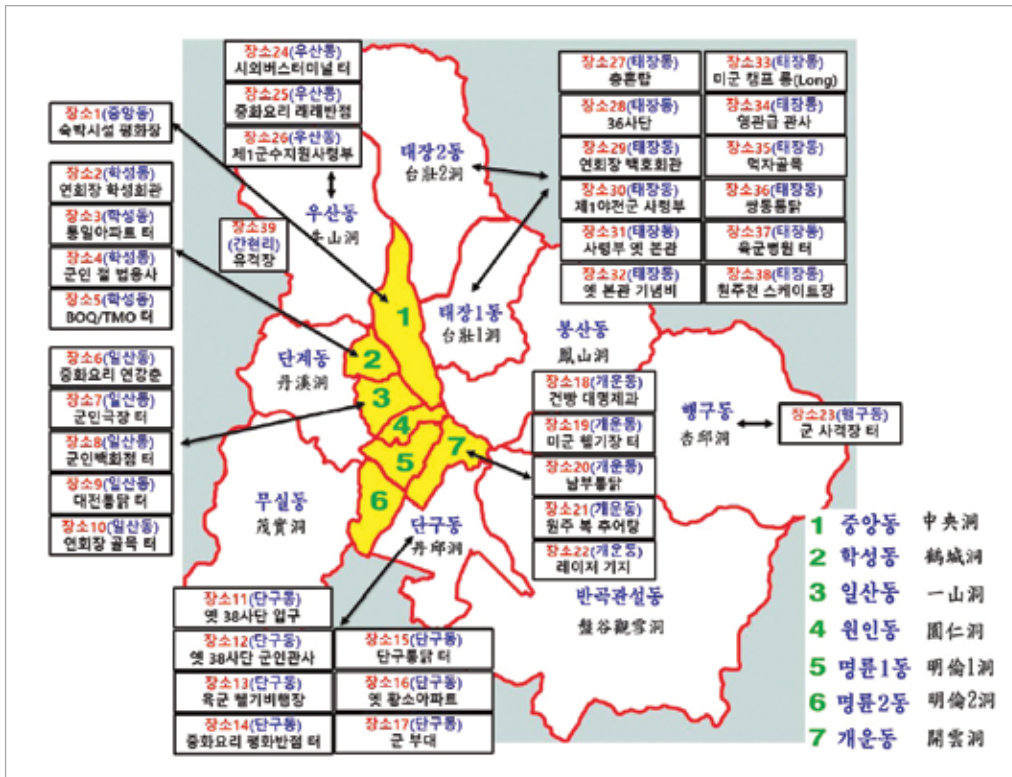 장소1(중앙동)
숙박시설 평화장
장소2(학성동)
연회장 학성회관
장소3(학성동)
통일아파트 터
장소4(학성동)
군인 절 법웅사
장소5(학성동)
BOQ/TMO 터
장소6(일산동)
중화요리 연강춘
장소7(일산동)
군인극장 터
장소8(일산동)
군인백화점 터
장소9(일산동)
대전통닭 터
장소10(일산동)
연회장 골목 터
장소24(우산동)
시외버스터미널 터
장소25(우산동)
중화요리 래래반점
장소26(우산동)
제1군수지원사령부
장소39
(간현리)
유격장
장소27(태장동)
충혼탑
장소28(태장동)
36사단
장소29(태장동)
연회장 백호회관
장소30(태장동)
제1야전군 사령부
장소31(태장동)
사령부 옛 본관
장소32(태장동)
옛 본관 기념비
장소33(태장동)
미군 캠프 롱(Long)
장소34(태장동)
영관급 관사
장소35(태장동)
먹자골목
장소36(태장동)
쌍통통닭
장소37(태장동)
육군병원 터
장소38(태장동)
원주천 스케이트장
태장2동
台壯2洞
우산동
牛山洞
태장1동
台壯1洞
봉산동
鳳山洞
단계동
丹溪洞
행구동
杏邱洞
무실동
茂實洞
단구동
丹邱洞
반곡관설동
盤谷觀雪洞
1
2
3
4
5
6
7
장소18(개운동)
건빵 대명제과
장소19(개운동)
미군 헬기장 터
장소20(개운동)
남부통닭
장소21(개운동)
원주 복 추어탕
장소22(개운동)
레이저 기지
장소23(행구동)
군 사격장 터
장소11(단구동)
옛 38사단 입구
장소12(단구동)
옛 38사단 군인관사
장소13(단구동)
육군 헬기비행장
장소14(단구동)
중화요리 평화반점 터
장소15(단구동)
단구통닭 터
장소16(단구동)
옛 황소아파트
장소17(단구동)
군 부대
1 중앙동 中央洞
2 학성동 鶴城洞
3 일산동 一山洞
4 원인동 園仁洞
5 명륜1동 明倫1洞
6 명륜2동 明倫2洞
7 개운동 開雲洞